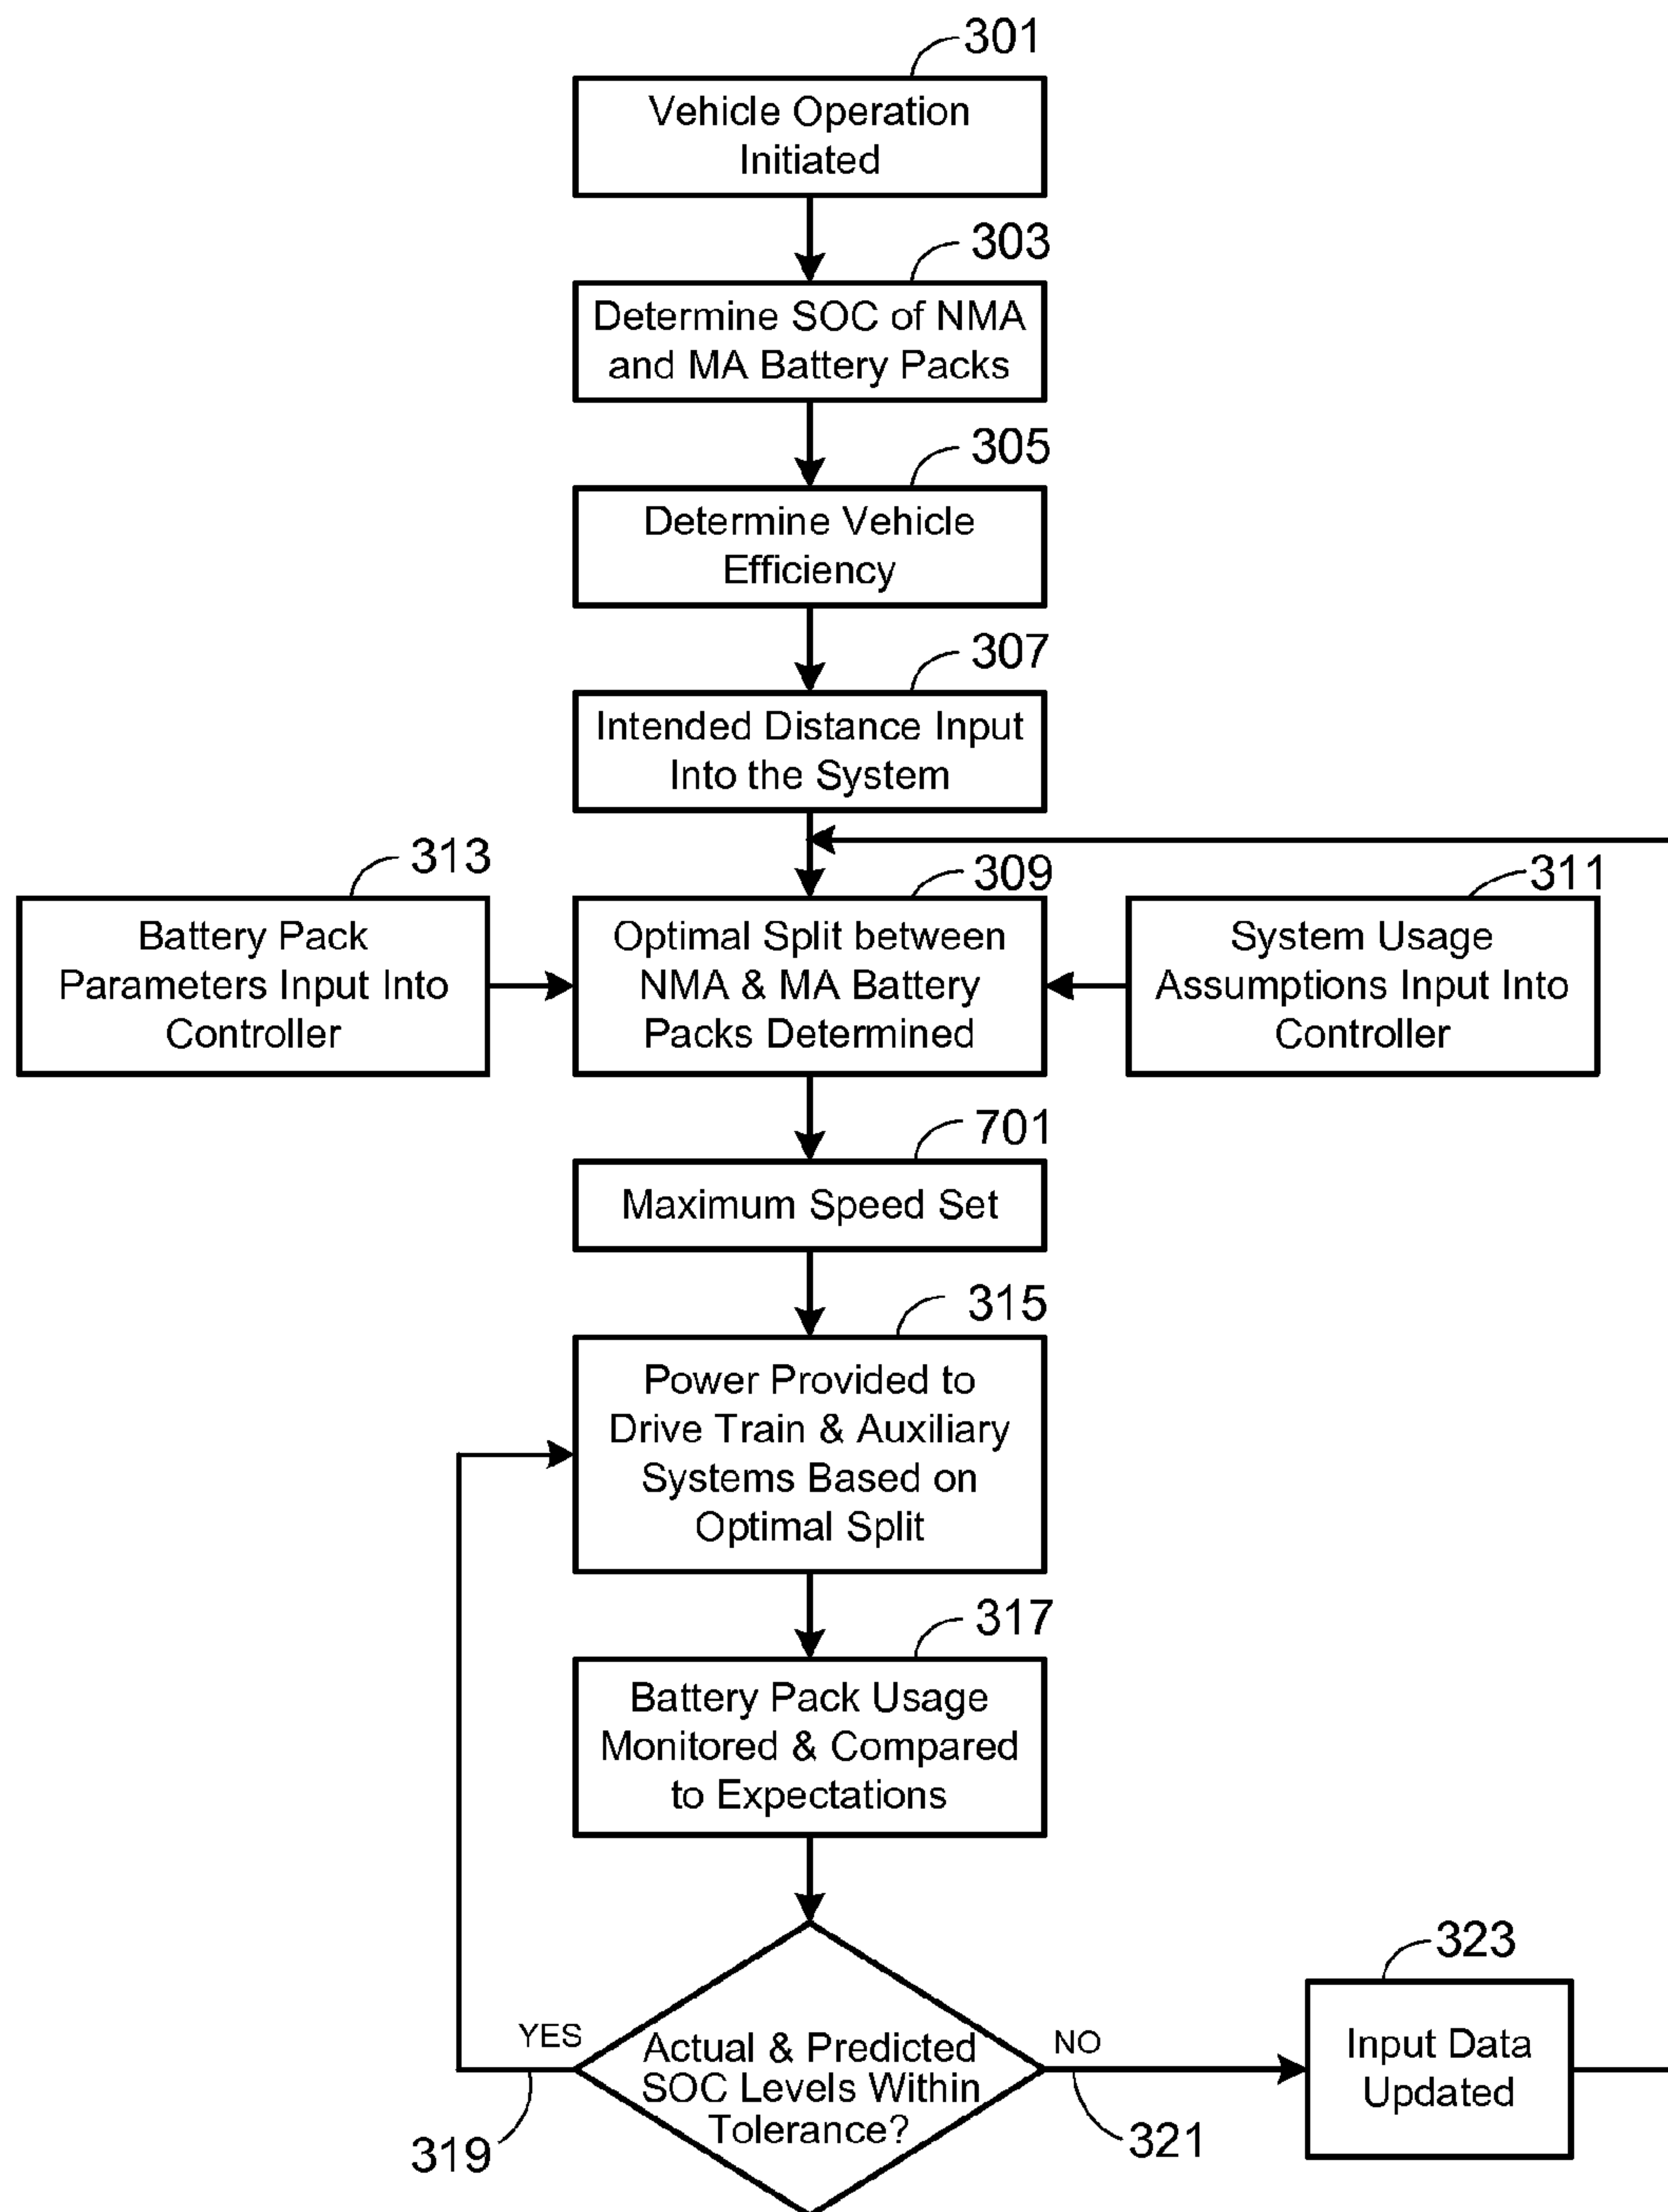 301
Vehicle Operation
Initiated
303
Determine SOC of NMA
and MA Battery Packs
305
Determine Vehicle
Efficiency
307
Intended Distance Input
Into the System
313
Battery Pack
Parameters Input Into
Controller
309
Optimal Split between
NMA & MA Battery
Packs Determined
311
System Usage
Assumptions Input Into
Controller
701
Maximum Speed Set
315
Power Provided to
Drive Train & Auxiliary
Systems Based on
Optimal Split
317
Battery Pack Usage
Monitored & Compared
to Expectations
YES
319
Actual & Predicted
SOC Levels Within
Tolerance?
NO
321
323
Input Data
Updated